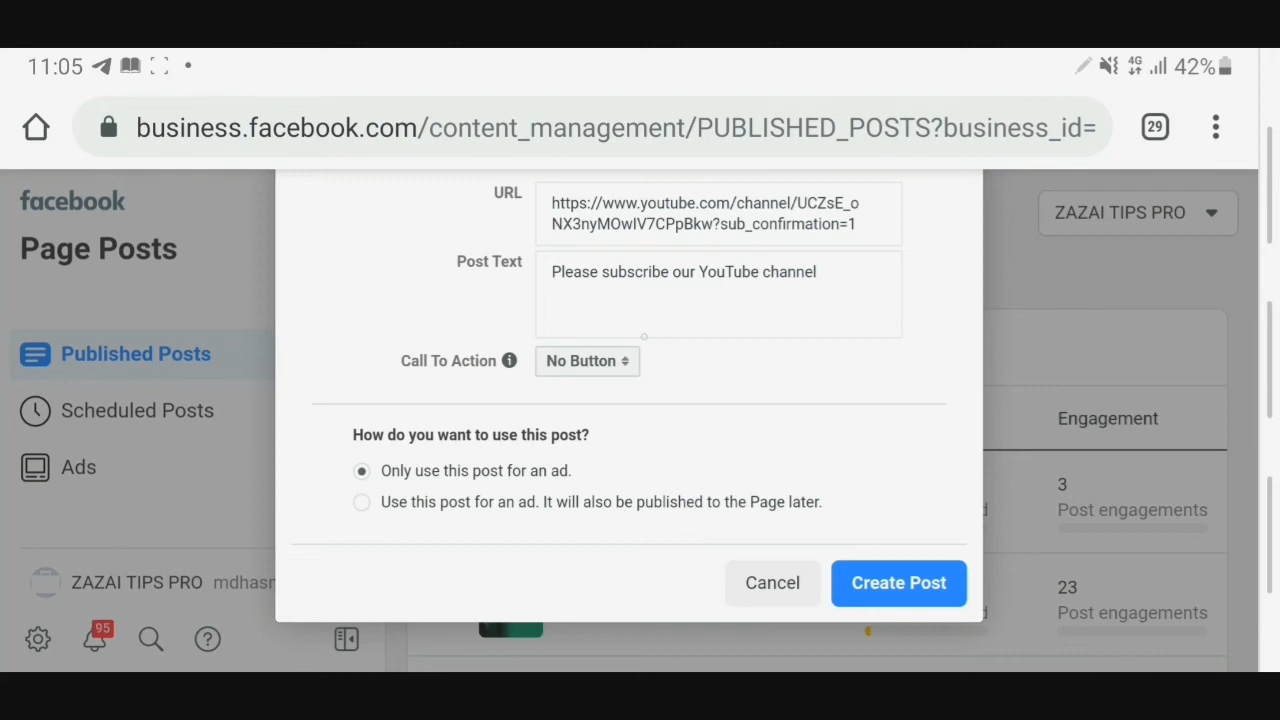 11:05 4G 42%
business.facebook.com/content_management/PUBLISHED_POSTS?business_id= 29
facebook
Page Posts
ZAZAI TIPS PRO
Published Posts
Scheduled Posts
Ads
ZAZAI TIPS PRO mdhasn
95
URL
https://www.youtube.com/channel/UCZsE_o
NX3nyMOwIV7CPpBkw?sub_confirmation=1
Post Text
Please subscribe our YouTube channel
Call To Action
No Button
How do you want to use this post?
Only use this post for an ad.
Use this post for an ad. It will also be published to the Page later.
Cancel
Create Post
Engagement
3
Post engagements
23
Post engagements